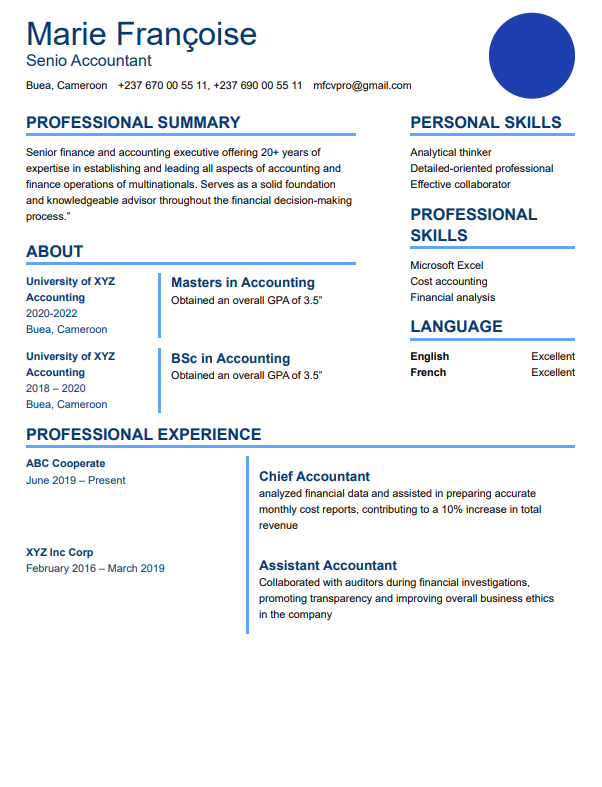 Marie Françoise
Senio Accountant
Buea, Cameroon +237 670 00 55 11, +237 690 00 55 11 mfcvpro@gmail.com
PROFESSIONAL SUMMARY
Senior finance and accounting executive offering 20+ years of
expertise in establishing and leading all aspects of accounting and
finance operations of multinationals. Serves as a solid foundation
and knowledgeable advisor throughout the financial decision-making
process.”
ABOUT
University of XYZ
Accounting
2020-2022
Buea, Cameroon
Masters in Accounting
Obtained an overall GPA of 3.5”
University of XYZ
Accounting
2018 – 2020
Buea, Cameroon
BSc in Accounting
Obtained an overall GPA of 3.5”
PERSONAL SKILLS
Analytical thinker
Detailed-oriented professional
Effective collaborator
PROFESSIONAL
SKILLS
Microsoft Excel
Cost accounting
Financial analysis
LANGUAGE
English Excellent
French Excellent
PROFESSIONAL EXPERIENCE
ABC Cooperate
June 2019 – Present
Chief Accountant
analyzed financial data and assisted in preparing accurate
monthly cost reports, contributing to a 10% increase in total
revenue
XYZ Inc Corp
February 2016 – March 2019
Assistant Accountant
Collaborated with auditors during financial investigations,
promoting transparency and improving overall business ethics
in the company